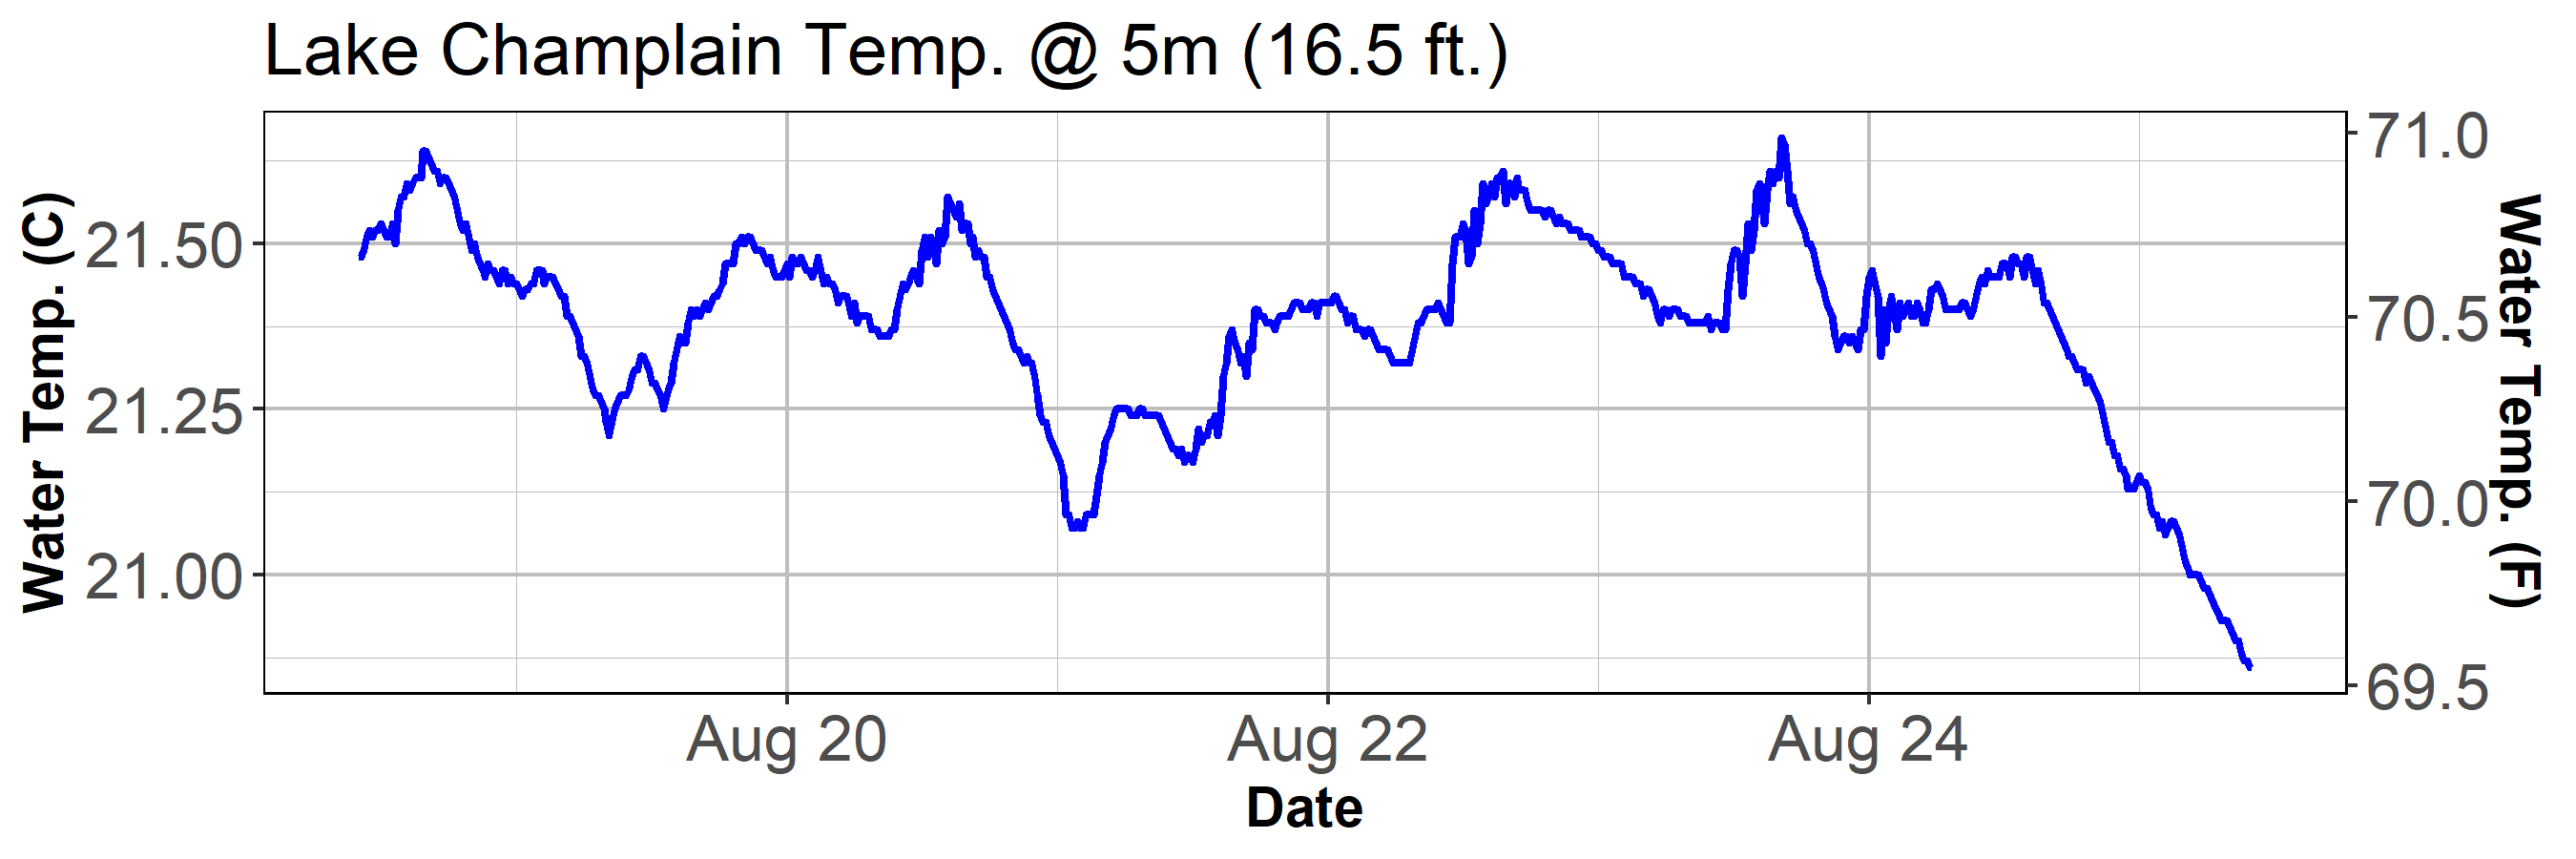 Lake Champlain Temp. @ 5m (16.5 ft.)
Water Temp. (C)
21.50
21.25
21.00
71.0
70.5
70.0
69.5
Water Temp. (F)
Aug 20
Aug 22
Aug 24
Date